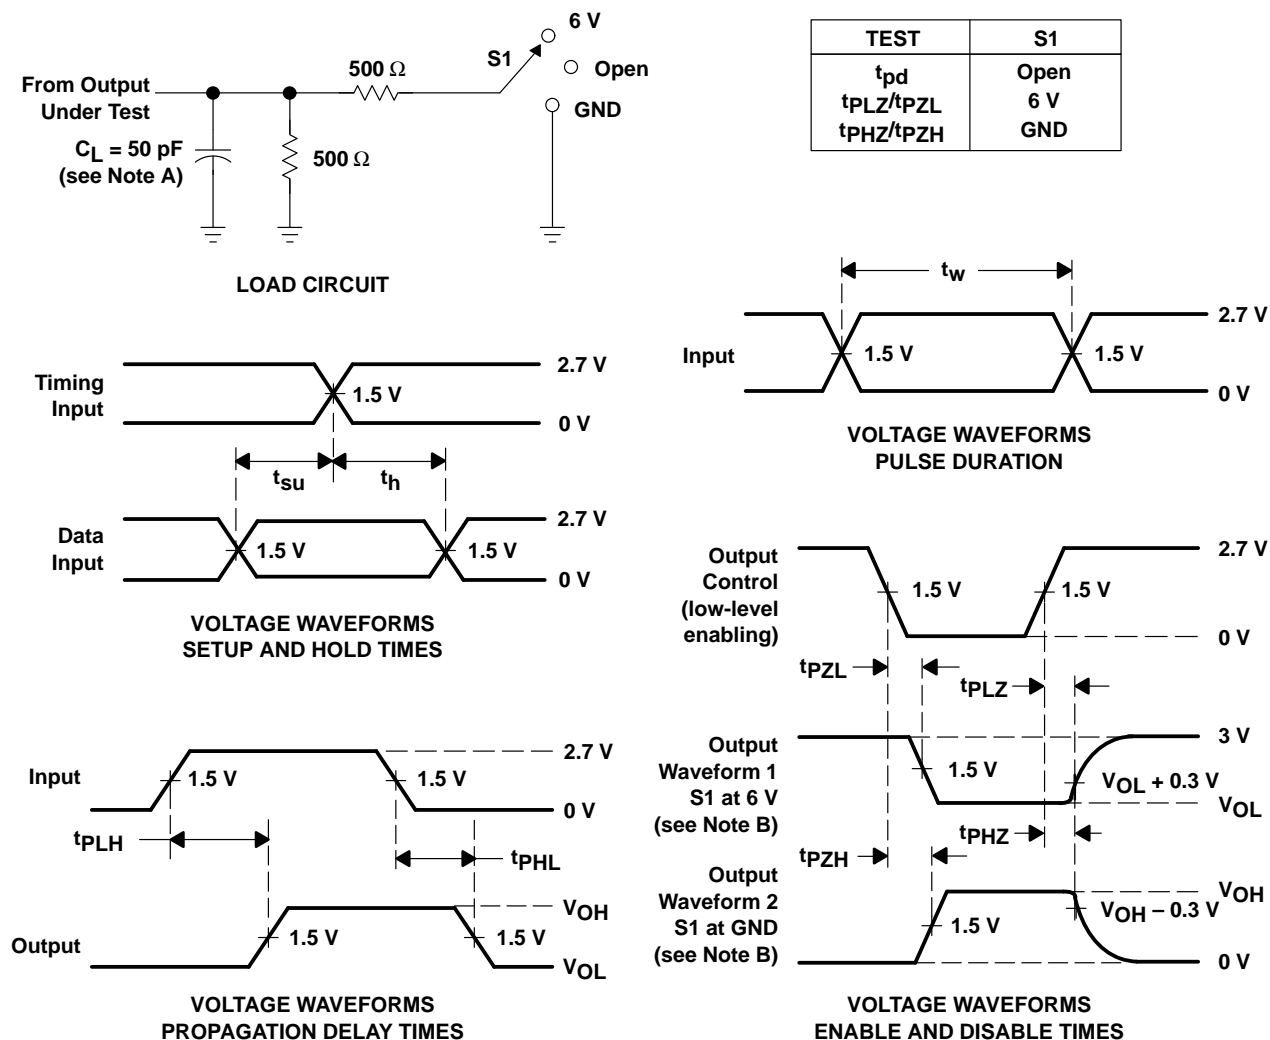 6 V
S1
Open
GND
500 Ω
From Output
Under Test
CL = 50 pF
(see Note A)
500 Ω
LOAD CIRCUIT
TEST S1
tpd Open
tPLZ/tPZL 6 V
tPHZ/tPZH GND
tw
2.7 V
Input
1.5 V 1.5 V
0 V
VOLTAGE WAVEFORMS
PULSE DURATION
Timing
Input
2.7 V
1.5 V
0 V
tsu th
Data
Input
2.7 V
1.5 V 1.5 V
0 V
VOLTAGE WAVEFORMS
SETUP AND HOLD TIMES
Input
2.7 V
1.5 V 1.5 V
0 V
tPLH
tPHL
Output
VOH
1.5 V 1.5 V
VOL
VOLTAGE WAVEFORMS
PROPAGATION DELAY TIMES
Output
Control
(low-level
enabling)
2.7 V
1.5 V 1.5 V
0 V
tPZL
tPLZ
Output
Waveform 1
S1 at 6 V
(see Note B)
3 V
1.5 V
VOL + 0.3 V
VOL
tPHZ
tPZH
Output
Waveform 2
S1 at GND
(see Note B)
VOH
VOH – 0.3 V
1.5 V
0 V
VOLTAGE WAVEFORMS
ENABLE AND DISABLE TIMES